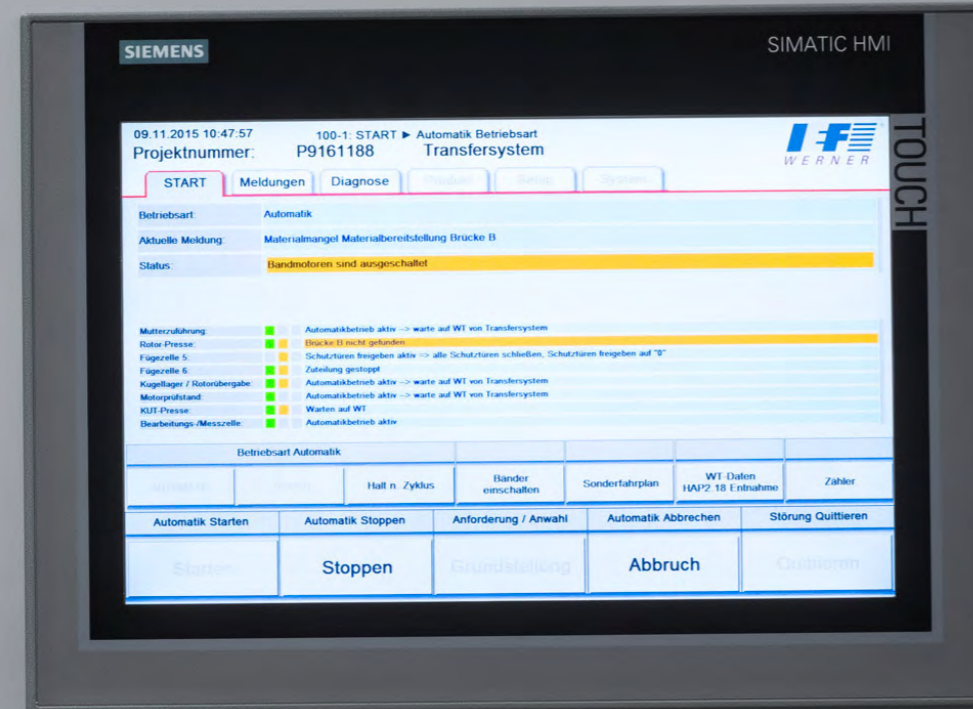 SIEMENS
SIMATIC HMI
TOUCH
09.11.2015 10:47:57 100-1: START ► Automatik Betriebsart
Projektnummer: P9161188 Transfersystem
WERNER
START Meldungen Diagnose Produkt Setup System
Betriebsart: Automatik
Aktuelle Meldung: Materialmangel Materialbereitstellung Brücke B
Status: Bandmotoren sind ausgeschaltet
Mutterzuführung: Automatikbetrieb aktiv --> warte auf WT von Transfersystem
Rotor-Presse: Brücke B nicht gefunden
Fügezelle 5: Schutztüren freigeben aktiv => alle Schutztüren schließen, Schutztüren freigeben auf "0"
Fügezelle 6: Zuteilung gestoppt
Kugellager / Rotorübergabe: Automatikbetrieb aktiv --> warte auf WT von Transfersystem
Motorprüfstand: Automatikbetrieb aktiv --> warte auf WT von Transfersystem
KUT-Presse: Warten auf WT
Bearbeitungs-/Messzelle: Automatikbetrieb aktiv
Betriebsart Automatik
Halt n. Zyklus Bänder einschalten Sonderfahrplan WT-Daten HAP2.18 Entnahme Zähler
Automatik Starten Automatik Stoppen Anforderung / Anwahl Automatik Abbrechen Störung Quittieren
Starten Stoppen Grundstellung Abbruch Quittieren